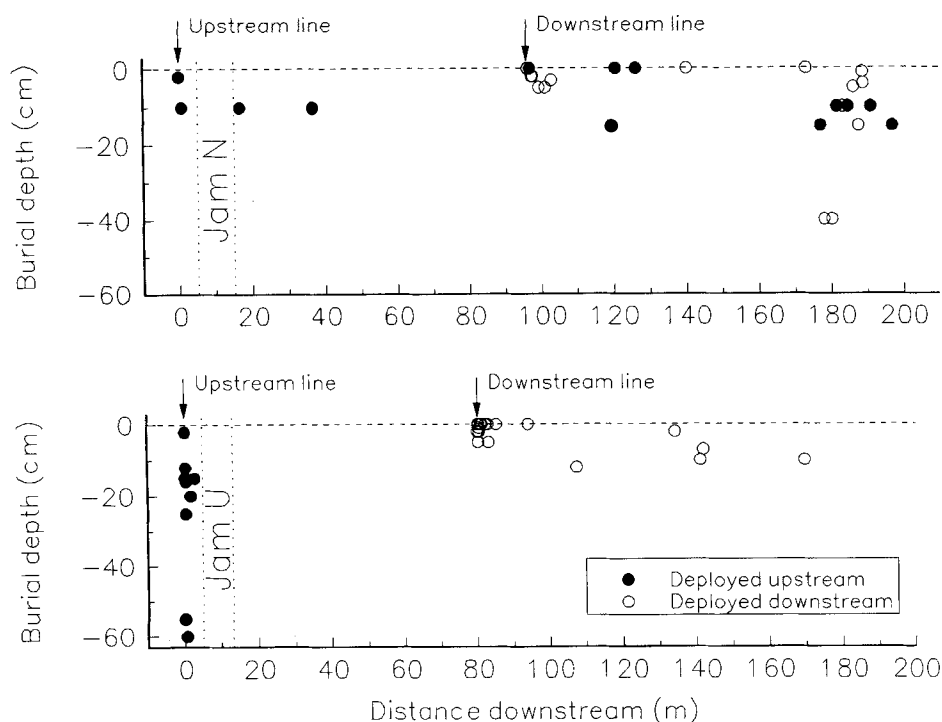 Upstream line
Downstream line
Burial depth (cm)
0
−20
−40
−60
Jam N
0 20 40 60 80 100 120 140 160 180 200
Upstream line
Downstream line
Burial depth (cm)
0
−20
−40
−60
Jam U
Deployed upstream
Deployed downstream
0 20 40 60 80 100 120 140 160 180 200
Distance downstream (m)